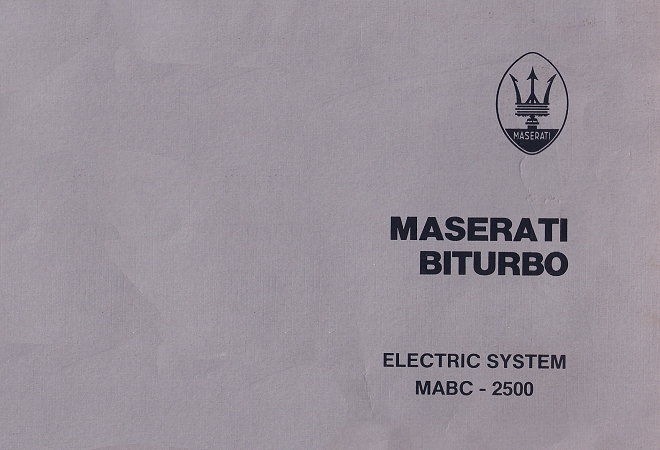 MASERATI
MASERATI
BITURBO
ELECTRIC SYSTEM
MABC - 2500